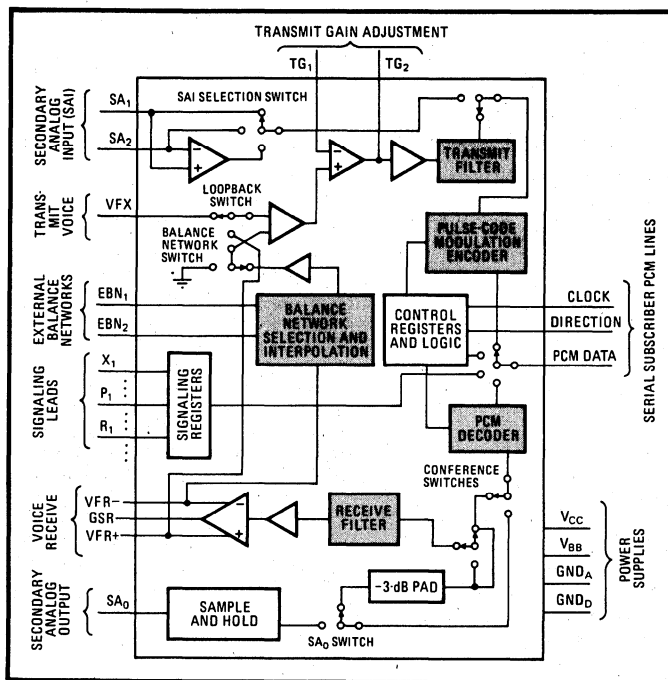 TRANSMIT GAIN ADJUSTMENT
TG1
TG2
SECONDARY
ANALOG
INPUT (SAI)
SA1
SA2
SAI SELECTION SWITCH
TRANSMIT
FILTER
TRANS-
MIT
VOICE
VFX
LOOPBACK
SWITCH
BALANCE
NETWORK
SWITCH
PULSE-CODE
MODULATION
ENCODER
EXTERNAL
BALANCE
NETWORKS
EBN1
EBN2
BALANCE
NETWORK
SELECTION AND
INTERPOLATION
CONTROL
REGISTERS
AND LOGIC
CLOCK
DIRECTION
PCM DATA
SERIAL SUBSCRIBER PCM LINES
SIGNALING
LEADS
X1
P1
R1
SIGNALING
REGISTERS
PCM
DECODER
CONFERENCE
SWITCHES
VOICE
RECEIVE
VFR–
GSR
VFR+
RECEIVE
FILTER
–3-dB PAD
VCC
VBB
GNDA
GNDD
POWER
SUPPLIES
SECONDARY
ANALOG
OUTPUT
SA0
SAMPLE
AND HOLD
SA0 SWITCH